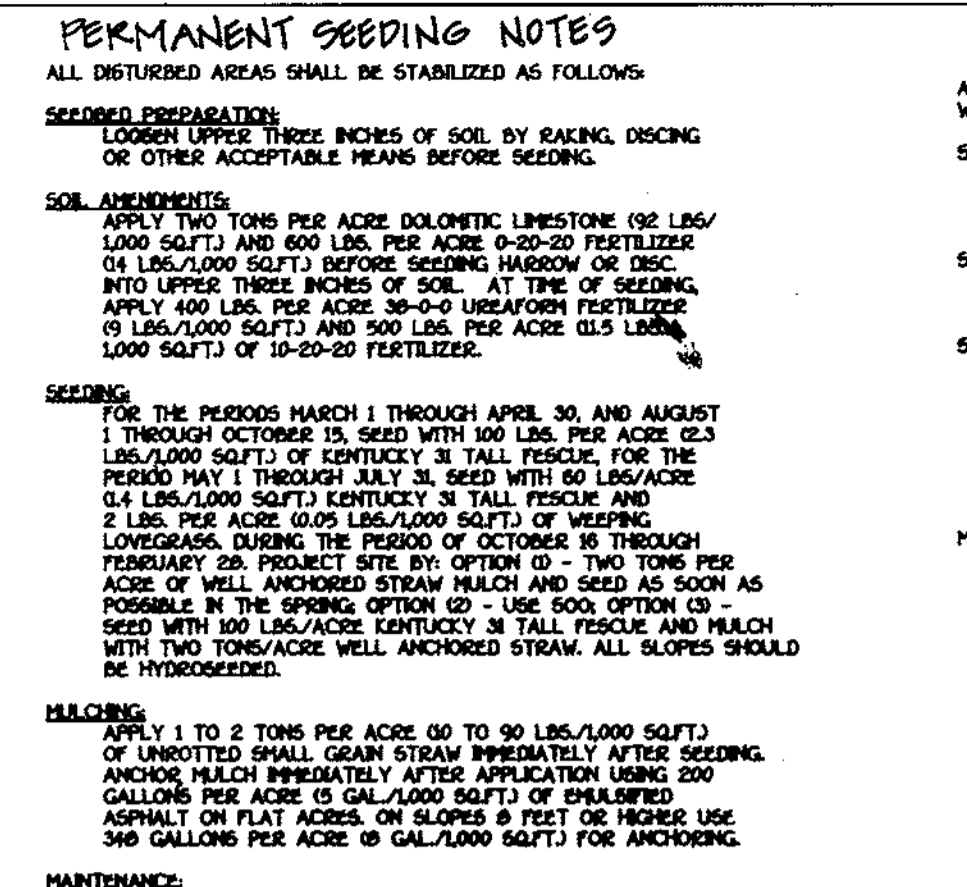 PERMANENT SEEDING NOTES
ALL DISTURBED AREAS SHALL BE STABILIZED AS FOLLOWS:
SEEDBED PREPARATION:
LOOSEN UPPER THREE INCHES OF SOIL BY RAKING, DISCING
OR OTHER ACCEPTABLE MEANS BEFORE SEEDING.
SOIL AMENDMENTS:
APPLY TWO TONS PER ACRE DOLOMITIC LIMESTONE (92 LBS/
1,000 SQ.FT.) AND 600 LBS. PER ACRE 0-20-20 FERTILIZER
(14 LBS./1,000 SQ.FT.) BEFORE SEEDING HARROW OR DISC.
INTO UPPER THREE INCHES OF SOIL. AT TIME OF SEEDING,
APPLY 400 LBS. PER ACRE 38-0-0 UREAFORM FERTILIZER
(9 LBS./1,000 SQ.FT.) AND 500 LBS. PER ACRE (11.5
1,000 SQ.FT.) OF 10-20-20 FERTILIZER.
SEEDING:
FOR THE PERIODS MARCH 1 THROUGH APRIL 30, AND AUGUST
1 THROUGH OCTOBER 15, SEED WITH 100 LBS. PER ACRE (2.3
LBS./1,000 SQ.FT.) OF KENTUCKY 31 TALL FESCUE, FOR THE
PERIOD MAY 1 THROUGH JULY 31, SEED WITH 60 LBS/ACRE
(1.4 LBS./1,000 SQ.FT.) KENTUCKY 31 TALL FESCUE AND
2 LBS. PER ACRE (0.05 LBS./1,000 SQ.FT.) OF WEEPING
LOVEGRASS. DURING THE PERIOD OF OCTOBER 16 THROUGH
FEBRUARY 28. PROJECT SITE BY: OPTION (1) - TWO TONS PER
ACRE OF WELL ANCHORED STRAW MULCH AND SEED AS SOON AS
POSSIBLE IN THE SPRING; OPTION (2) - USE SOD; OPTION (3) -
SEED WITH 100 LBS./ACRE KENTUCKY 31 TALL FESCUE AND MULCH
WITH TWO TONS/ACRE WELL ANCHORED STRAW. ALL SLOPES SHOULD
BE HYDROSEEDED.
MULCHING:
APPLY 1 TO 2 TONS PER ACRE TO 90 LBS./1,000 SQ.FT.)
OF UNROTTED SMALL GRAIN STRAW IMMEDIATELY AFTER SEEDING.
ANCHOR MULCH IMMEDIATELY AFTER APPLICATION USING 200
GALLONS PER ACRE (5 GAL./1,000 SQ.FT.) OF EMULSIFIED
ASPHALT ON FLAT ACRES. ON SLOPES 8 FEET OR HIGHER USE
348 GALLONS PER ACRE (8 GAL./1,000 SQ.FT.) FOR ANCHORING.
MAINTENANCE: